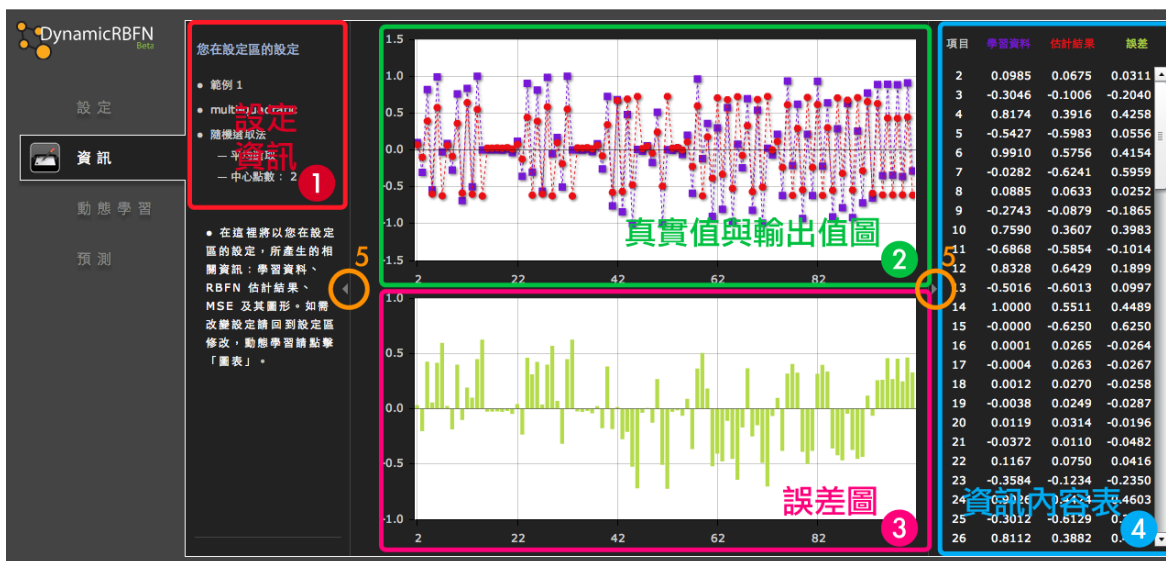 DynamicRBFN
Beta
設定
資訊
動態學習
預測
您在設定區的設定
● 範例 1
● multi-quadratic
● 隨機選取法
— 中心點數： 2
設定
資訊
1
● 在這裡將以您在設定
區的設定，所產生的相
關資訊：學習資料、
RBFN 估計結果、
MSE 及其圖形。如需
改變設定請回到設定區
修改，動態學習請點擊
「圖表」。
5
1.5
1.0
0.5
0.0
-0.5
-1.0
-1.5
2 22 42 62 82
真實值與輸出值圖
2
1.0
0.5
0.0
-0.5
-1.0
2 22 42 62 82
誤差圖
3
5
項目 學習資料 估計結果 誤差
2 0.0985 0.0675 0.0311
3 -0.3046 -0.1006 -0.2040
4 0.8174 0.3916 0.4258
5 -0.5427 -0.5983 0.0556
6 0.9910 0.5756 0.4154
7 -0.0282 -0.6241 0.5959
8 0.0885 0.0633 0.0252
9 -0.2743 -0.0879 -0.1865
10 0.7590 0.3607 0.3983
11 -0.6868 -0.5854 -0.1014
12 0.8328 0.6429 0.1899
13 -0.5016 -0.6013 0.0997
14 1.0000 0.5511 0.4489
15 -0.0000 -0.6250 0.6250
16 0.0001 0.0265 -0.0264
17 -0.0004 0.0263 -0.0267
18 0.0012 0.0270 -0.0258
19 -0.0038 0.0249 -0.0287
20 0.0119 0.0314 -0.0196
21 -0.0372 0.0110 -0.0482
22 0.1167 0.0750 0.0416
23 -0.3584 -0.1234 -0.2350
24
25 -0.3012 -0.6129
26 0.8112 0.3882
資訊內容表
4